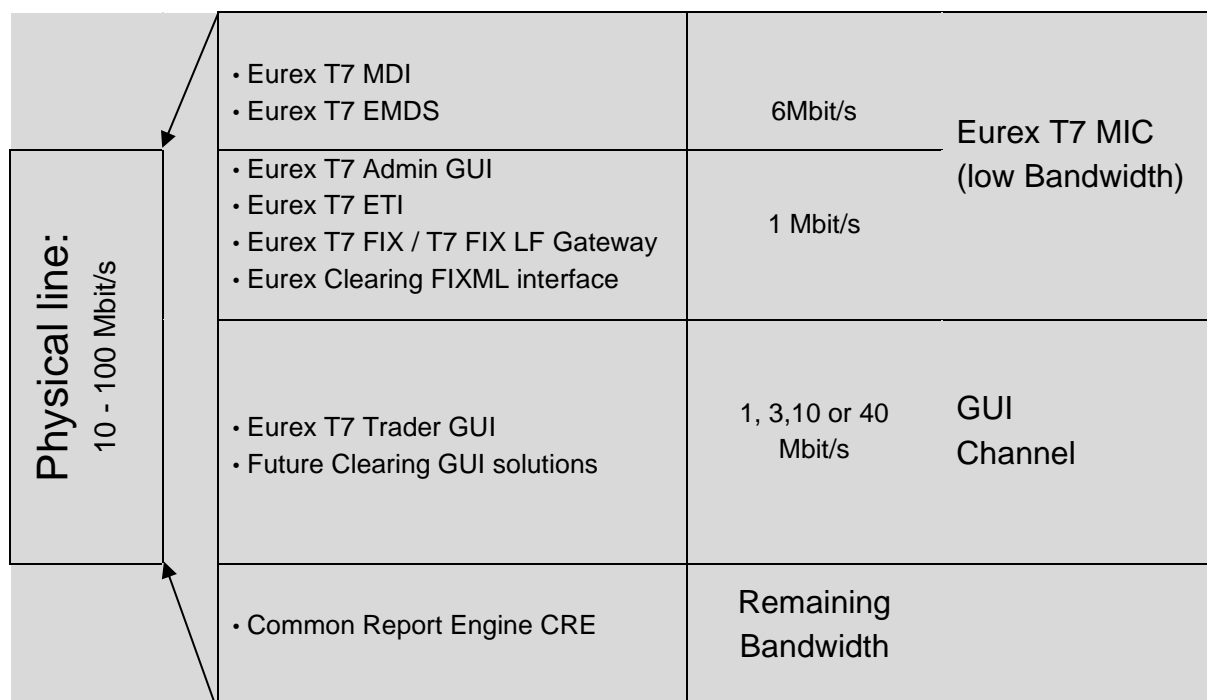 • Eurex T7 MDI
• Eurex T7 EMDS
6Mbit/s
Eurex T7 MIC
(low Bandwidth)
• Eurex T7 Admin GUI
• Eurex T7 ETI
• Eurex T7 FIX / T7 FIX LF Gateway
• Eurex Clearing FIXML interface
1 Mbit/s
Physical line:
10 - 100 Mbit/s
• Eurex T7 Trader GUI
• Future Clearing GUI solutions
1, 3,10 or 40
Mbit/s
GUI
Channel
• Common Report Engine CRE
Remaining
Bandwidth